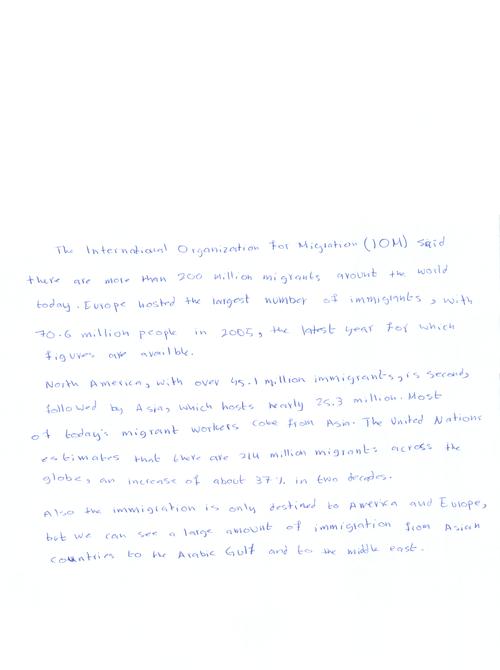 The International Organization for Migration (IOM) said
there are more than 200 million migrants around the world
today. Europe hosted the largest number of immigrants, with
70.6 million people in 2005, the latest year for which
figures are availble.
North America, with over 45.1 million immigrants, is second,
followed by Asia, which hosts nearly 25.3 million. Most
of today's migrant workers come from Asia. The United Nations
estimates that there are 214 million migrants across the
globe, an increase of about 37% in two decades.
Also the immigration is only destined to America and Europe,
but we can see a large amount of immigration from Asian
countries to the Arabic Gulf and to the middle east.